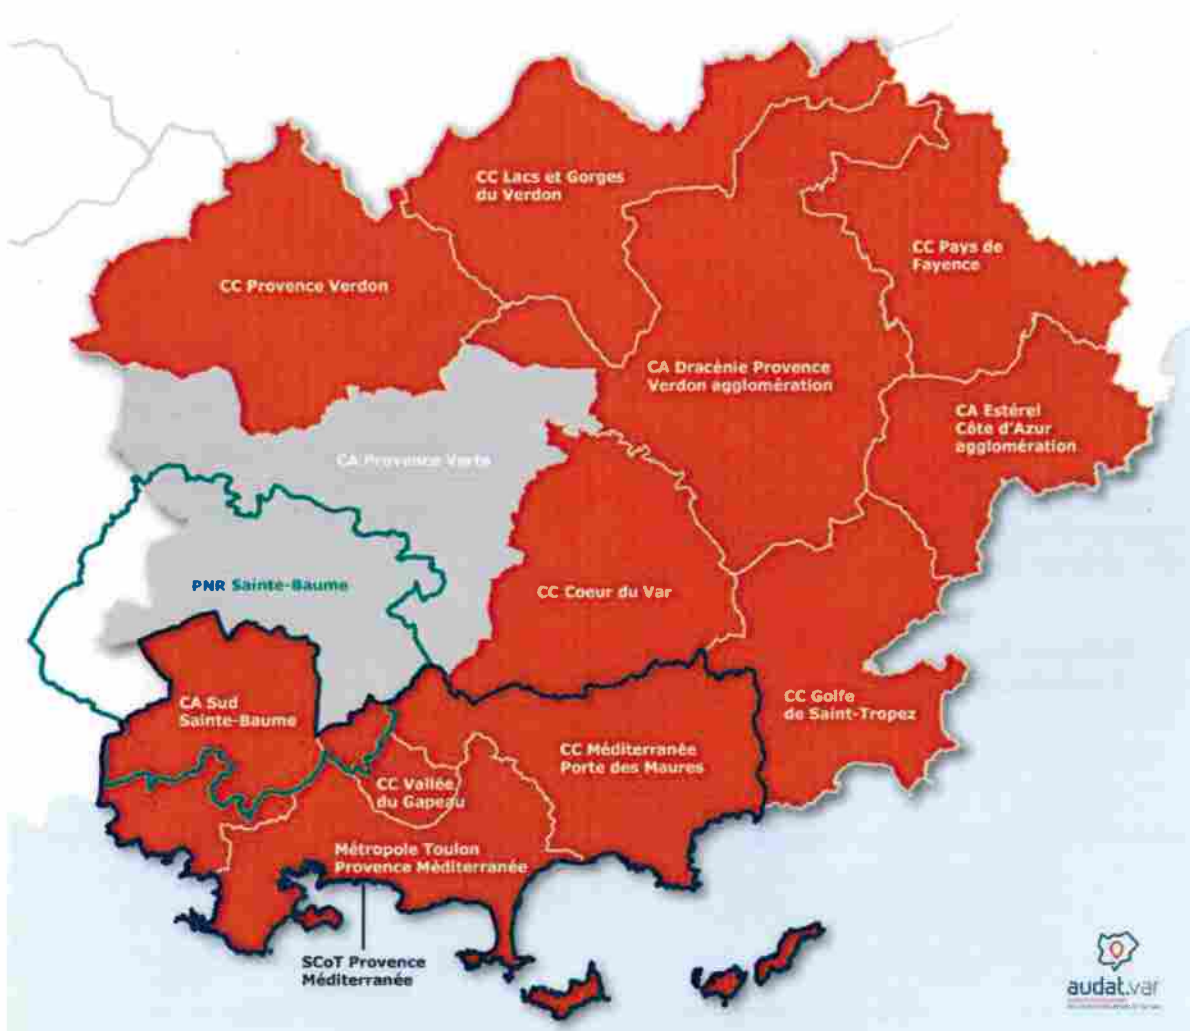 CC Lacs et Gorges
du Verdon
CC Pays de
Fayence
CC Provence Verdon
CA Dracénie Provence
Verdon agglomération
CA Estérel
Côte d'Azur
agglomération
CA Provence Verte
PNR Sainte-Baume
CC Coeur du Var
CA Sud
Sainte-Baume
CC Golfe
de Saint-Tropez
CC Méditerranée
Porte des Maures
CC Vallée
du Gapeau
Métropole Toulon
Provence Méditerranée
SCoT Provence
Méditerranée
audat.var